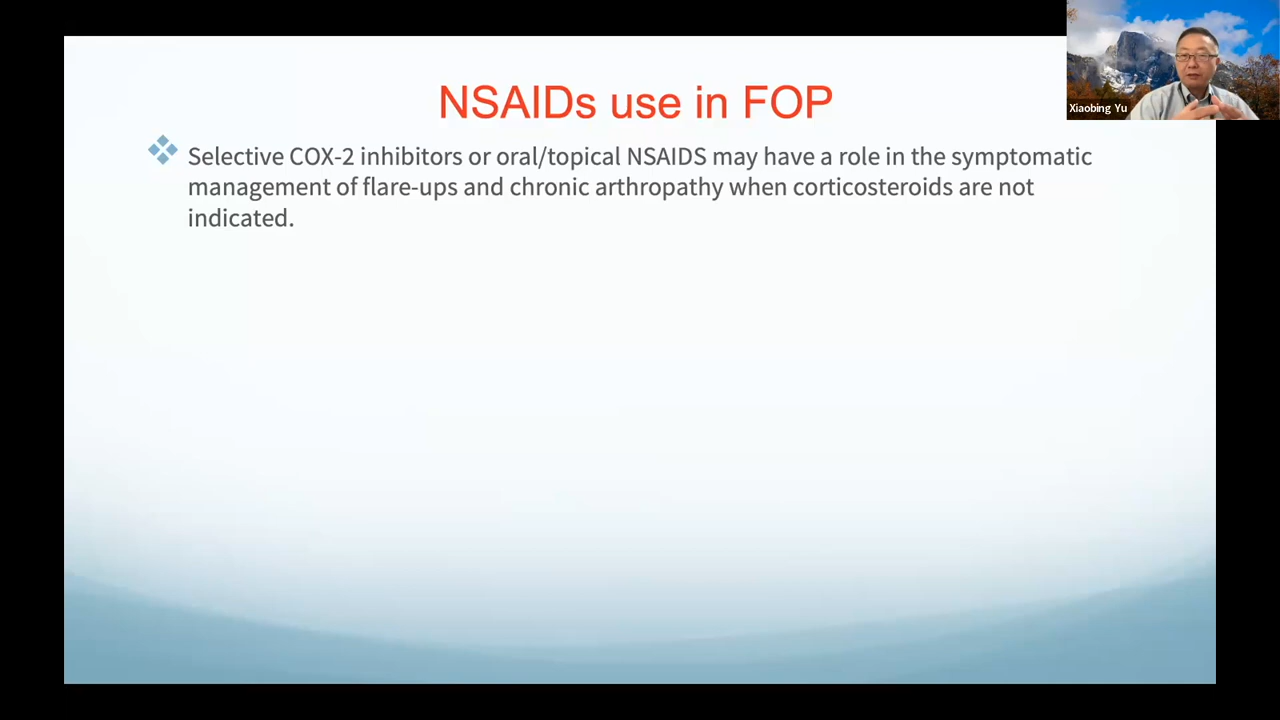 NSAIDs use in FOP
Selective COX-2 inhibitors or oral/topical NSAIDS may have a role in the symptomatic
management of flare-ups and chronic arthropathy when corticosteroids are not
indicated.
Xiaobing Yu